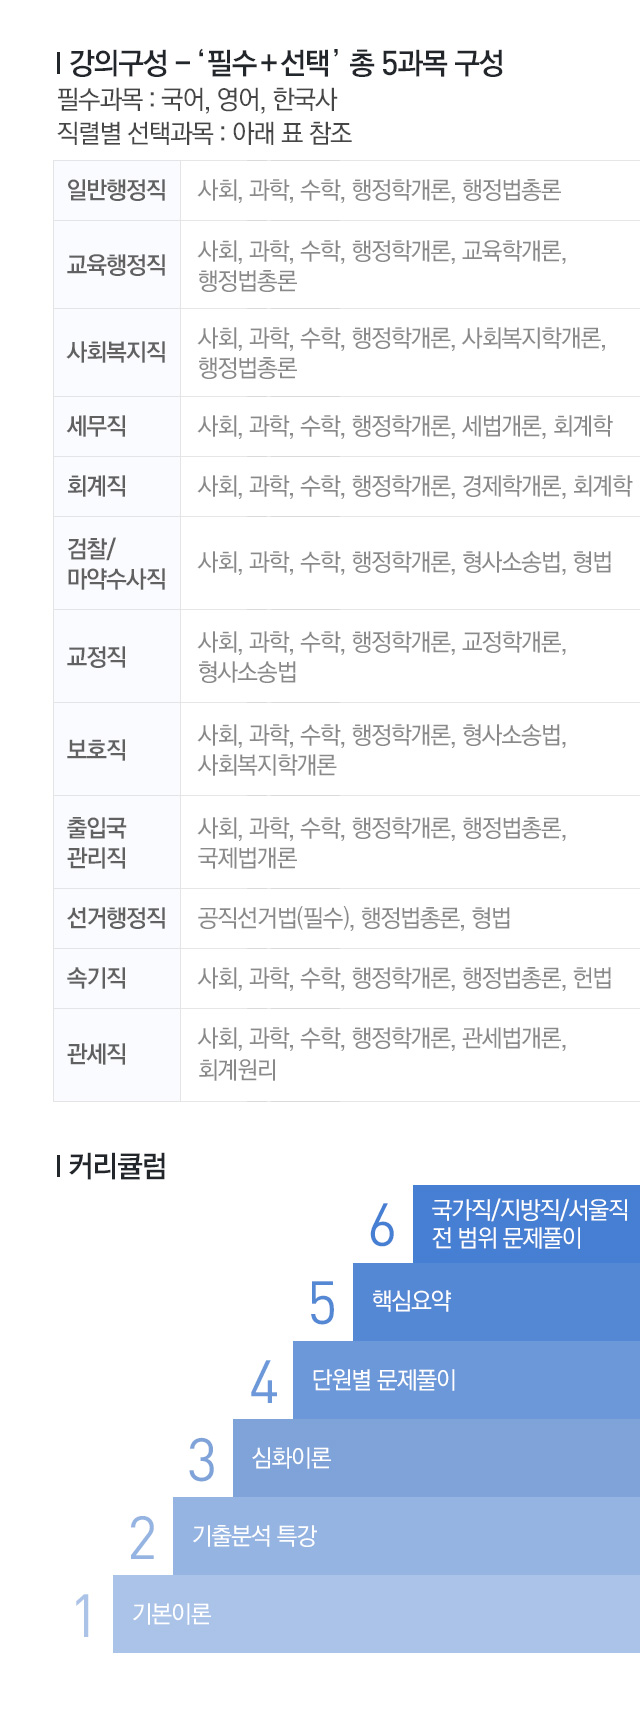 강의구성 – ‘필수+선택’ 총 5과목 구성
필수과목 : 국어, 영어, 한국사
직렬별 선택과목 : 아래 표 참조
일반행정직
사회, 과학, 수학, 행정학개론, 행정법총론
교육행정직
사회, 과학, 수학, 행정학개론, 교육학개론,
행정법총론
사회복지직
사회, 과학, 수학, 행정학개론, 사회복지학개론,
행정법총론
세무직
사회, 과학, 수학, 행정학개론, 세법개론, 회계학
회계직
사회, 과학, 수학, 행정학개론, 경제학개론, 회계학
검찰/
마약수사직
사회, 과학, 수학, 행정학개론, 형사소송법, 형법
교정직
사회, 과학, 수학, 행정학개론, 교정학개론,
형사소송법
보호직
사회, 과학, 수학, 행정학개론, 형사소송법,
사회복지학개론
출입국
관리직
사회, 과학, 수학, 행정학개론, 행정법총론,
국제법개론
선거행정직
공직선거법(필수), 행정법총론, 형법
속기직
사회, 과학, 수학, 행정학개론, 행정법총론, 헌법
관세직
사회, 과학, 수학, 행정학개론, 관세법개론,
회계원리
커리큘럼
6
국가직/지방직/서울직
전 범위 문제풀이
5
핵심요약
4
단원별 문제풀이
3
심화이론
2
기출분석 특강
1
기본이론